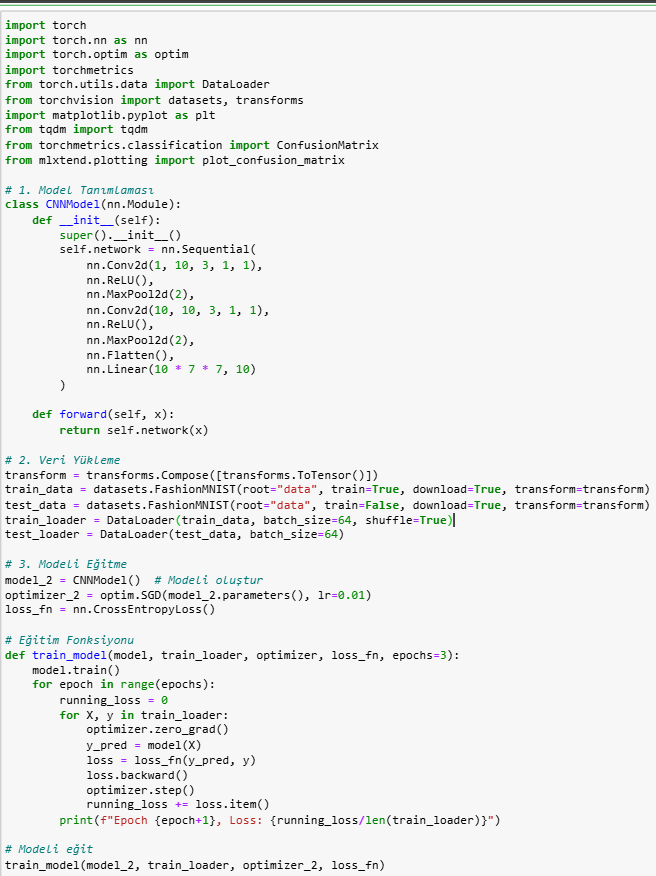 import torch
import torch.nn as nn
import torch.optim as optim
import torchmetrics
from torch.utils.data import DataLoader
from torchvision import datasets, transforms
import matplotlib.pyplot as plt
from tqdm import tqdm
from torchmetrics.classification import ConfusionMatrix
from mlxtend.plotting import plot_confusion_matrix

# 1. Model Tanımlaması
class CNNModel(nn.Module):
    def __init__(self):
        super().__init__()
        self.network = nn.Sequential(
            nn.Conv2d(1, 10, 3, 1, 1),
            nn.ReLU(),
            nn.MaxPool2d(2),
            nn.Conv2d(10, 10, 3, 1, 1),
            nn.ReLU(),
            nn.MaxPool2d(2),
            nn.Flatten(),
            nn.Linear(10 * 7 * 7, 10)
        )

    def forward(self, x):
        return self.network(x)

# 2. Veri Yükleme
transform = transforms.Compose([transforms.ToTensor()])
train_data = datasets.FashionMNIST(root="data", train=True, download=True, transform=transform)
test_data = datasets.FashionMNIST(root="data", train=False, download=True, transform=transform)
train_loader = DataLoader(train_data, batch_size=64, shuffle=True)
test_loader = DataLoader(test_data, batch_size=64)

# 3. Modeli Eğitme
model_2 = CNNModel()  # Modeli oluştur
optimizer_2 = optim.SGD(model_2.parameters(), lr=0.01)
loss_fn = nn.CrossEntropyLoss()

# Eğitim Fonksiyonu
def train_model(model, train_loader, optimizer, loss_fn, epochs=3):
    model.train()
    for epoch in range(epochs):
        running_loss = 0
        for X, y in train_loader:
            optimizer.zero_grad()
            y_pred = model(X)
            loss = loss_fn(y_pred, y)
            loss.backward()
            optimizer.step()
            running_loss += loss.item()
        print(f"Epoch {epoch+1}, Loss: {running_loss/len(train_loader)}")

# Modeli eğit
train_model(model_2, train_loader, optimizer_2, loss_fn)